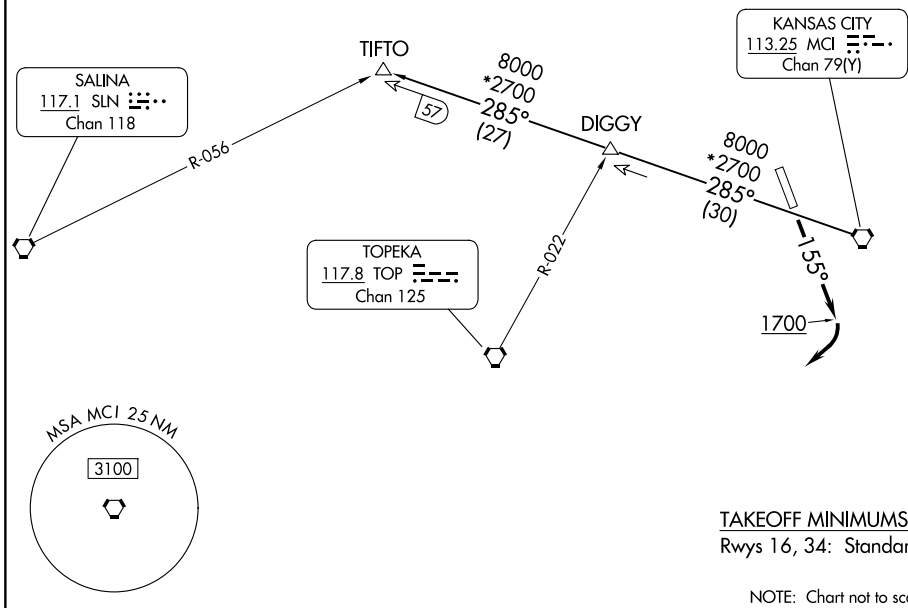 KANSAS CITY
113.25 MCI
Chan 79(Y)
TIFTO
8000
*2700
285°
(27)
57
SALINA
117.1 SLN
Chan 118
R-056
DIGGY
8000
*2700
285°
(30)
155°
1700
R-022
TOPEKA
117.8 TOP
Chan 125
MSA MCI 25 NM
3100
TAKEOFF MINIMUMS
Rwys 16, 34: Standar
NOTE: Chart not to sc